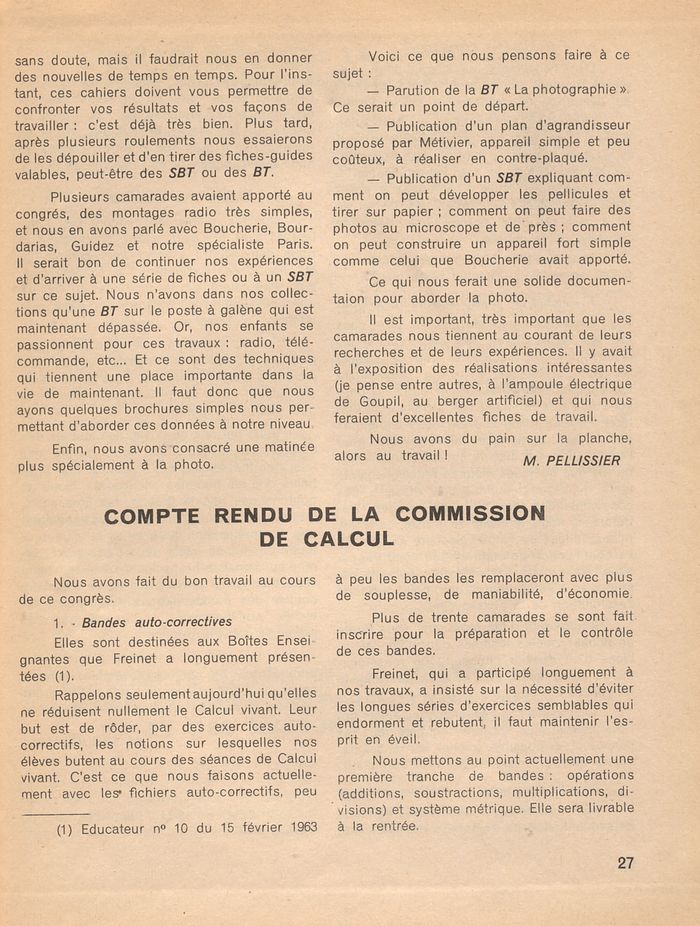 sans doute, mais il faudrait nous en donner
des nouvelles de temps en temps. Pour l'ins-
tant, ces cahiers doivent vous permettre de
confronter vos résultats et vos façons de
travailler : c'est déjà très bien. Plus tard,
après plusieurs roulements nous essaierons
de les dépouiller et d'en tirer des fiches-guides
valables, peut-être des SBT ou des BT.
Plusieurs camarades avaient apporté au
congrés, des montages radio très simples,
et nous en avons parlé avec Boucherie, Bour-
darias, Guidez et notre spécialiste Paris.
Il serait bon de continuer nos expériences
et d'arriver à une série de fiches ou à un SBT
sur ce sujet. Nous n'avons dans nos collec-
tions qu'une BT sur le poste à galène qui est
maintenant dépassée. Or, nos enfants se
passionnent pour ces travaux : radio, télé-
commande, etc... Et ce sont des techniques
qui tiennent une place importante dans la
vie de maintenant. Il faut donc que nous
ayons quelques brochures simples nous per-
mettant d'aborder ces données à notre niveau.
Enfin, nous avons consacré une matinée
plus spécialement à la photo.
Voici ce que nous pensons faire à ce
sujet :
— Parution de la BT « La photographie ».
Ce serait un point de départ.
— Publication d'un plan d'agrandisseur
proposé par Métivier, appareil simple et peu
coûteux, à réaliser en contre-plaqué.
— Publication d'un SBT expliquant com-
ment on peut développer les pellicules et
tirer sur papier ; comment on peut faire des
photos au microscope et de près ; comment
on peut construire un appareil fort simple
comme celui que Boucherie avait apporté.
Ce qui nous ferait une solide documen-
taion pour aborder la photo.
Il est important, très important que les
camarades nous tiennent au courant de leurs
recherches et de leurs expériences. Il y avait
à l'exposition des réalisations intéressantes
(je pense entre autres, à l'ampoule électrique
de Goupil, au berger artificiel) et qui nous
feraient d'excellentes fiches de travail.
Nous avons du pain sur la planche,
alors au travail !
M. PELLISSIER
COMPTE RENDU DE LA COMMISSION
DE CALCUL
Nous avons fait du bon travail au cours
de ce congrès.
1. - Bandes auto-correctives
Elles sont destinées aux Boîtes Ensei-
gnantes que Freinet a longuement présen-
tées (1).
Rappelons seulement aujourd'hui qu'elles
ne réduisent nullement le Calcul vivant. Leur
but est de rôder, par des exercices auto-
correctifs, les notions sur lesquelles nos
élèves butent au cours des séances de Calcul
vivant. C'est ce que nous faisons actuelle-
ment avec les fichiers auto-correctifs, peu
(1) Educateur nº 10 du 15 février 1963
à peu les bandes les remplaceront avec plus
de souplesse, de maniabilité, d'économie.
Plus de trente camarades se sont fait
inscrire pour la préparation et le contrôle
de ces bandes.
Freinet, qui a participé longuement à
nos travaux, a insisté sur la nécessité d'éviter
les longues séries d'exercices semblables qui
endorment et rebutent, il faut maintenir l'es-
prit en éveil.
Nous mettons au point actuellement une
première tranche de bandes : opérations
(additions, soustractions, multiplications, di-
visions) et système métrique. Elle sera livrable
à la rentrée.
27